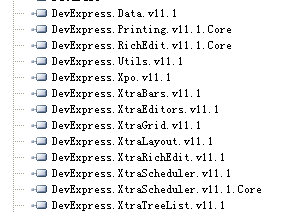 DevExpress.Data.v11.1
DevExpress.Printing.v11.1.Core
DevExpress.RichEdit.v11.1.Core
DevExpress.Utils.v11.1
DevExpress.Xpo.v11.1
DevExpress.XtraBars.v11.1
DevExpress.XtraEditors.v11.1
DevExpress.XtraGrid.v11.1
DevExpress.XtraLayout.v11.1
DevExpress.XtraRichEdit.v11.1
DevExpress.XtraScheduler.v11.1
DevExpress.XtraScheduler.v11.1.Core
DevExpress.XtraTreeList.v11.1